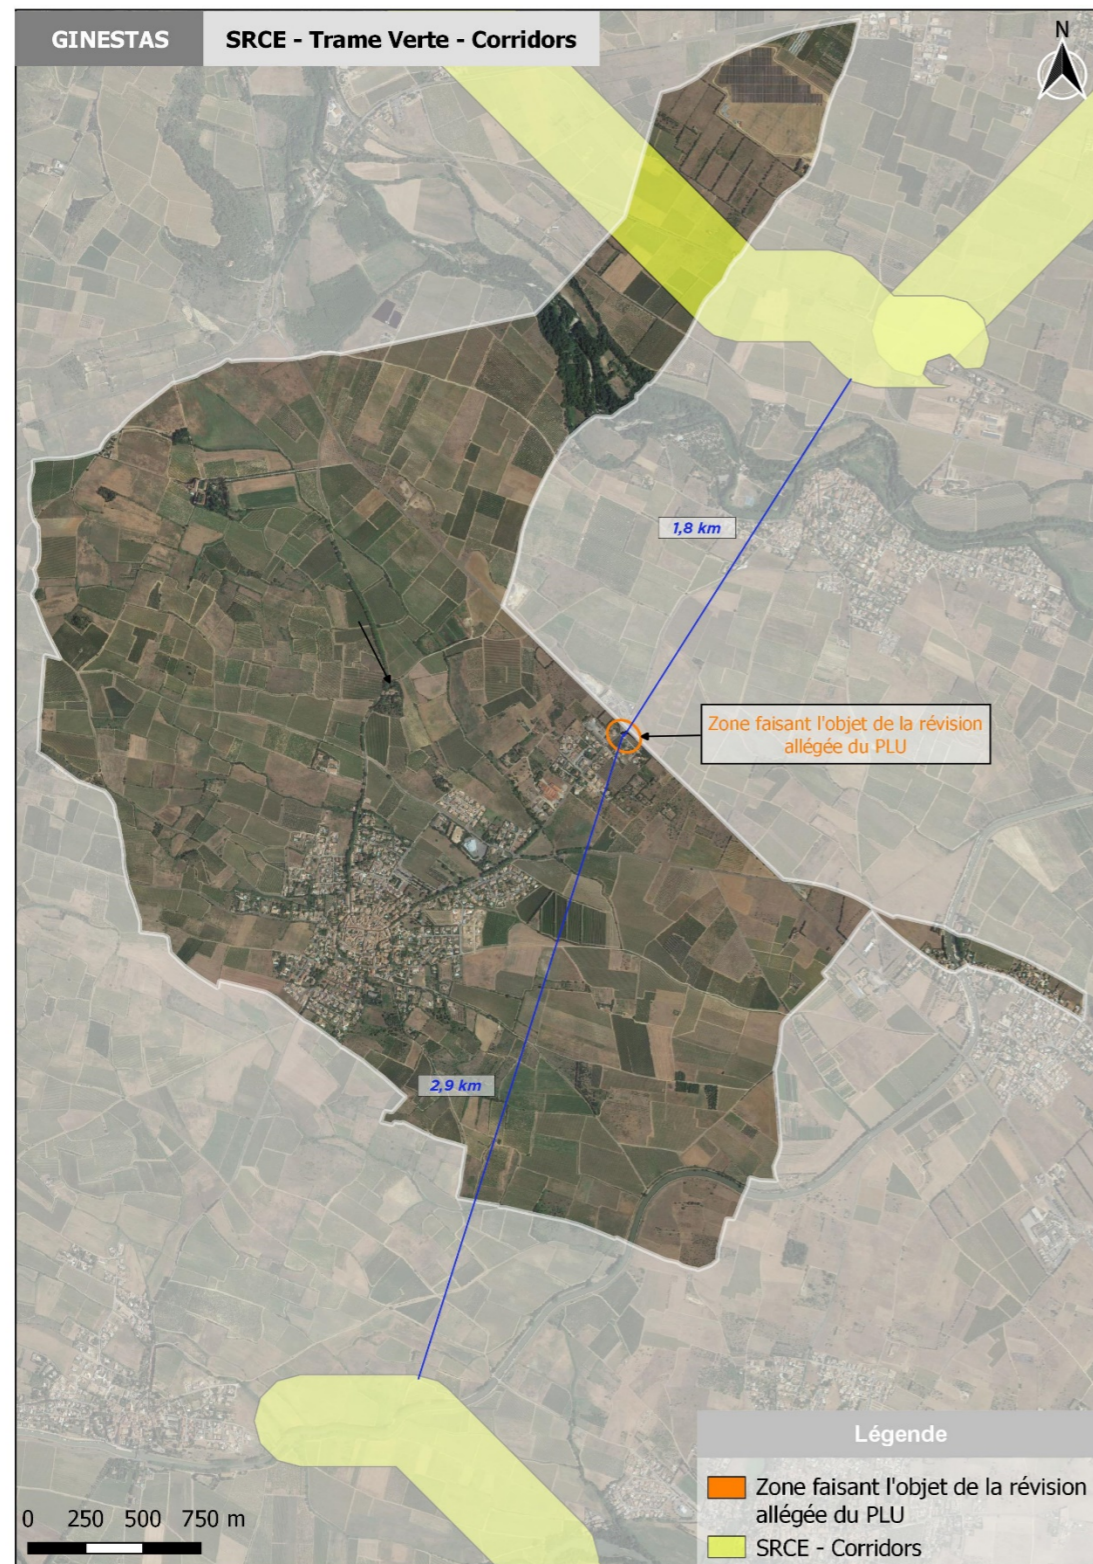 GINESTAS
SRCE - Trame Verte - Corridors
N
1,8 km
Zone faisant l'objet de la révision
allégée du PLU
2,9 km
Légende
Zone faisant l'objet de la révision
allégée du PLU
SRCE - Corridors
0 250 500 750 m